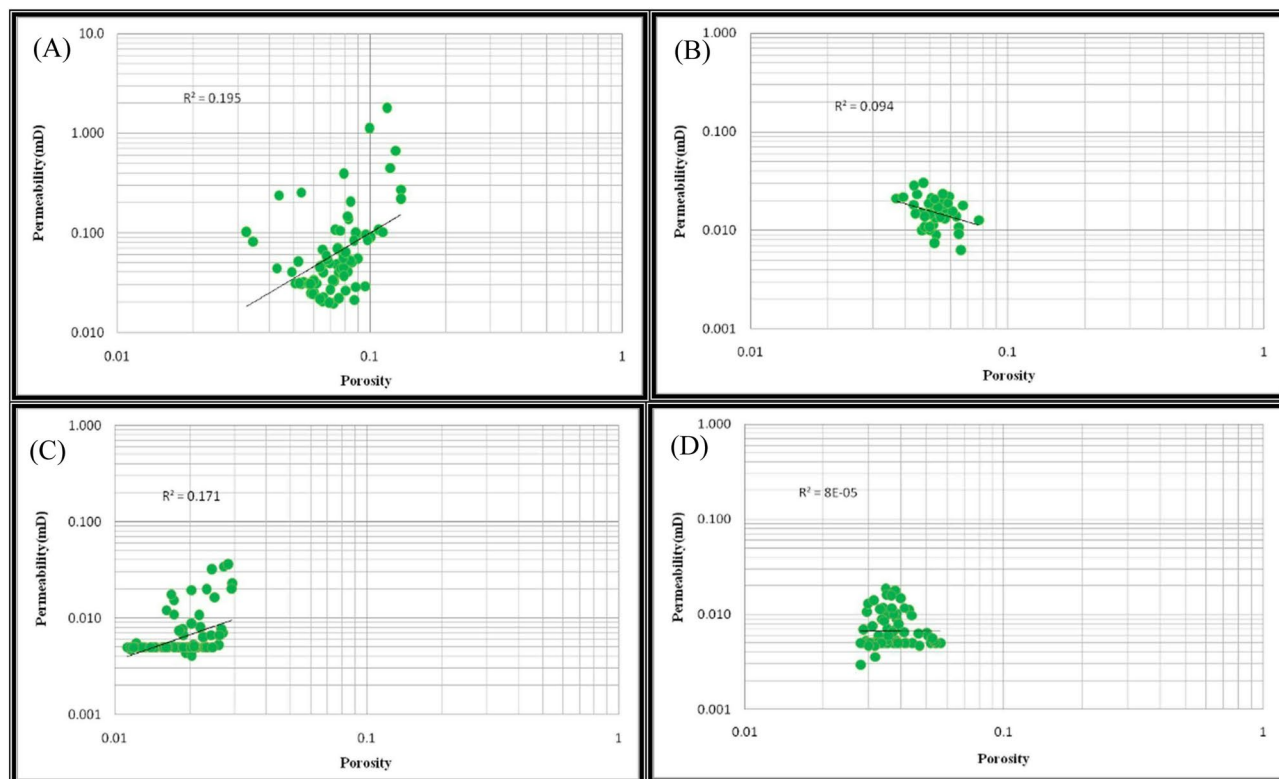 (A)
10.0
1.000
0.100
0.010
Permeability(mD)
R² = 0.195
0.01
0.1
1
Porosity
(B)
1.000
0.100
0.010
0.001
Permeability(mD)
R² = 0.094
0.01
0.1
1
Porosity
(C)
1.000
0.100
0.010
0.001
Permeability(mD)
R² = 0.171
0.01
0.1
1
Porosity
(D)
1.000
0.100
0.010
0.001
Permeability(mD)
R² = 8E-05
0.01
0.1
1
Porosity